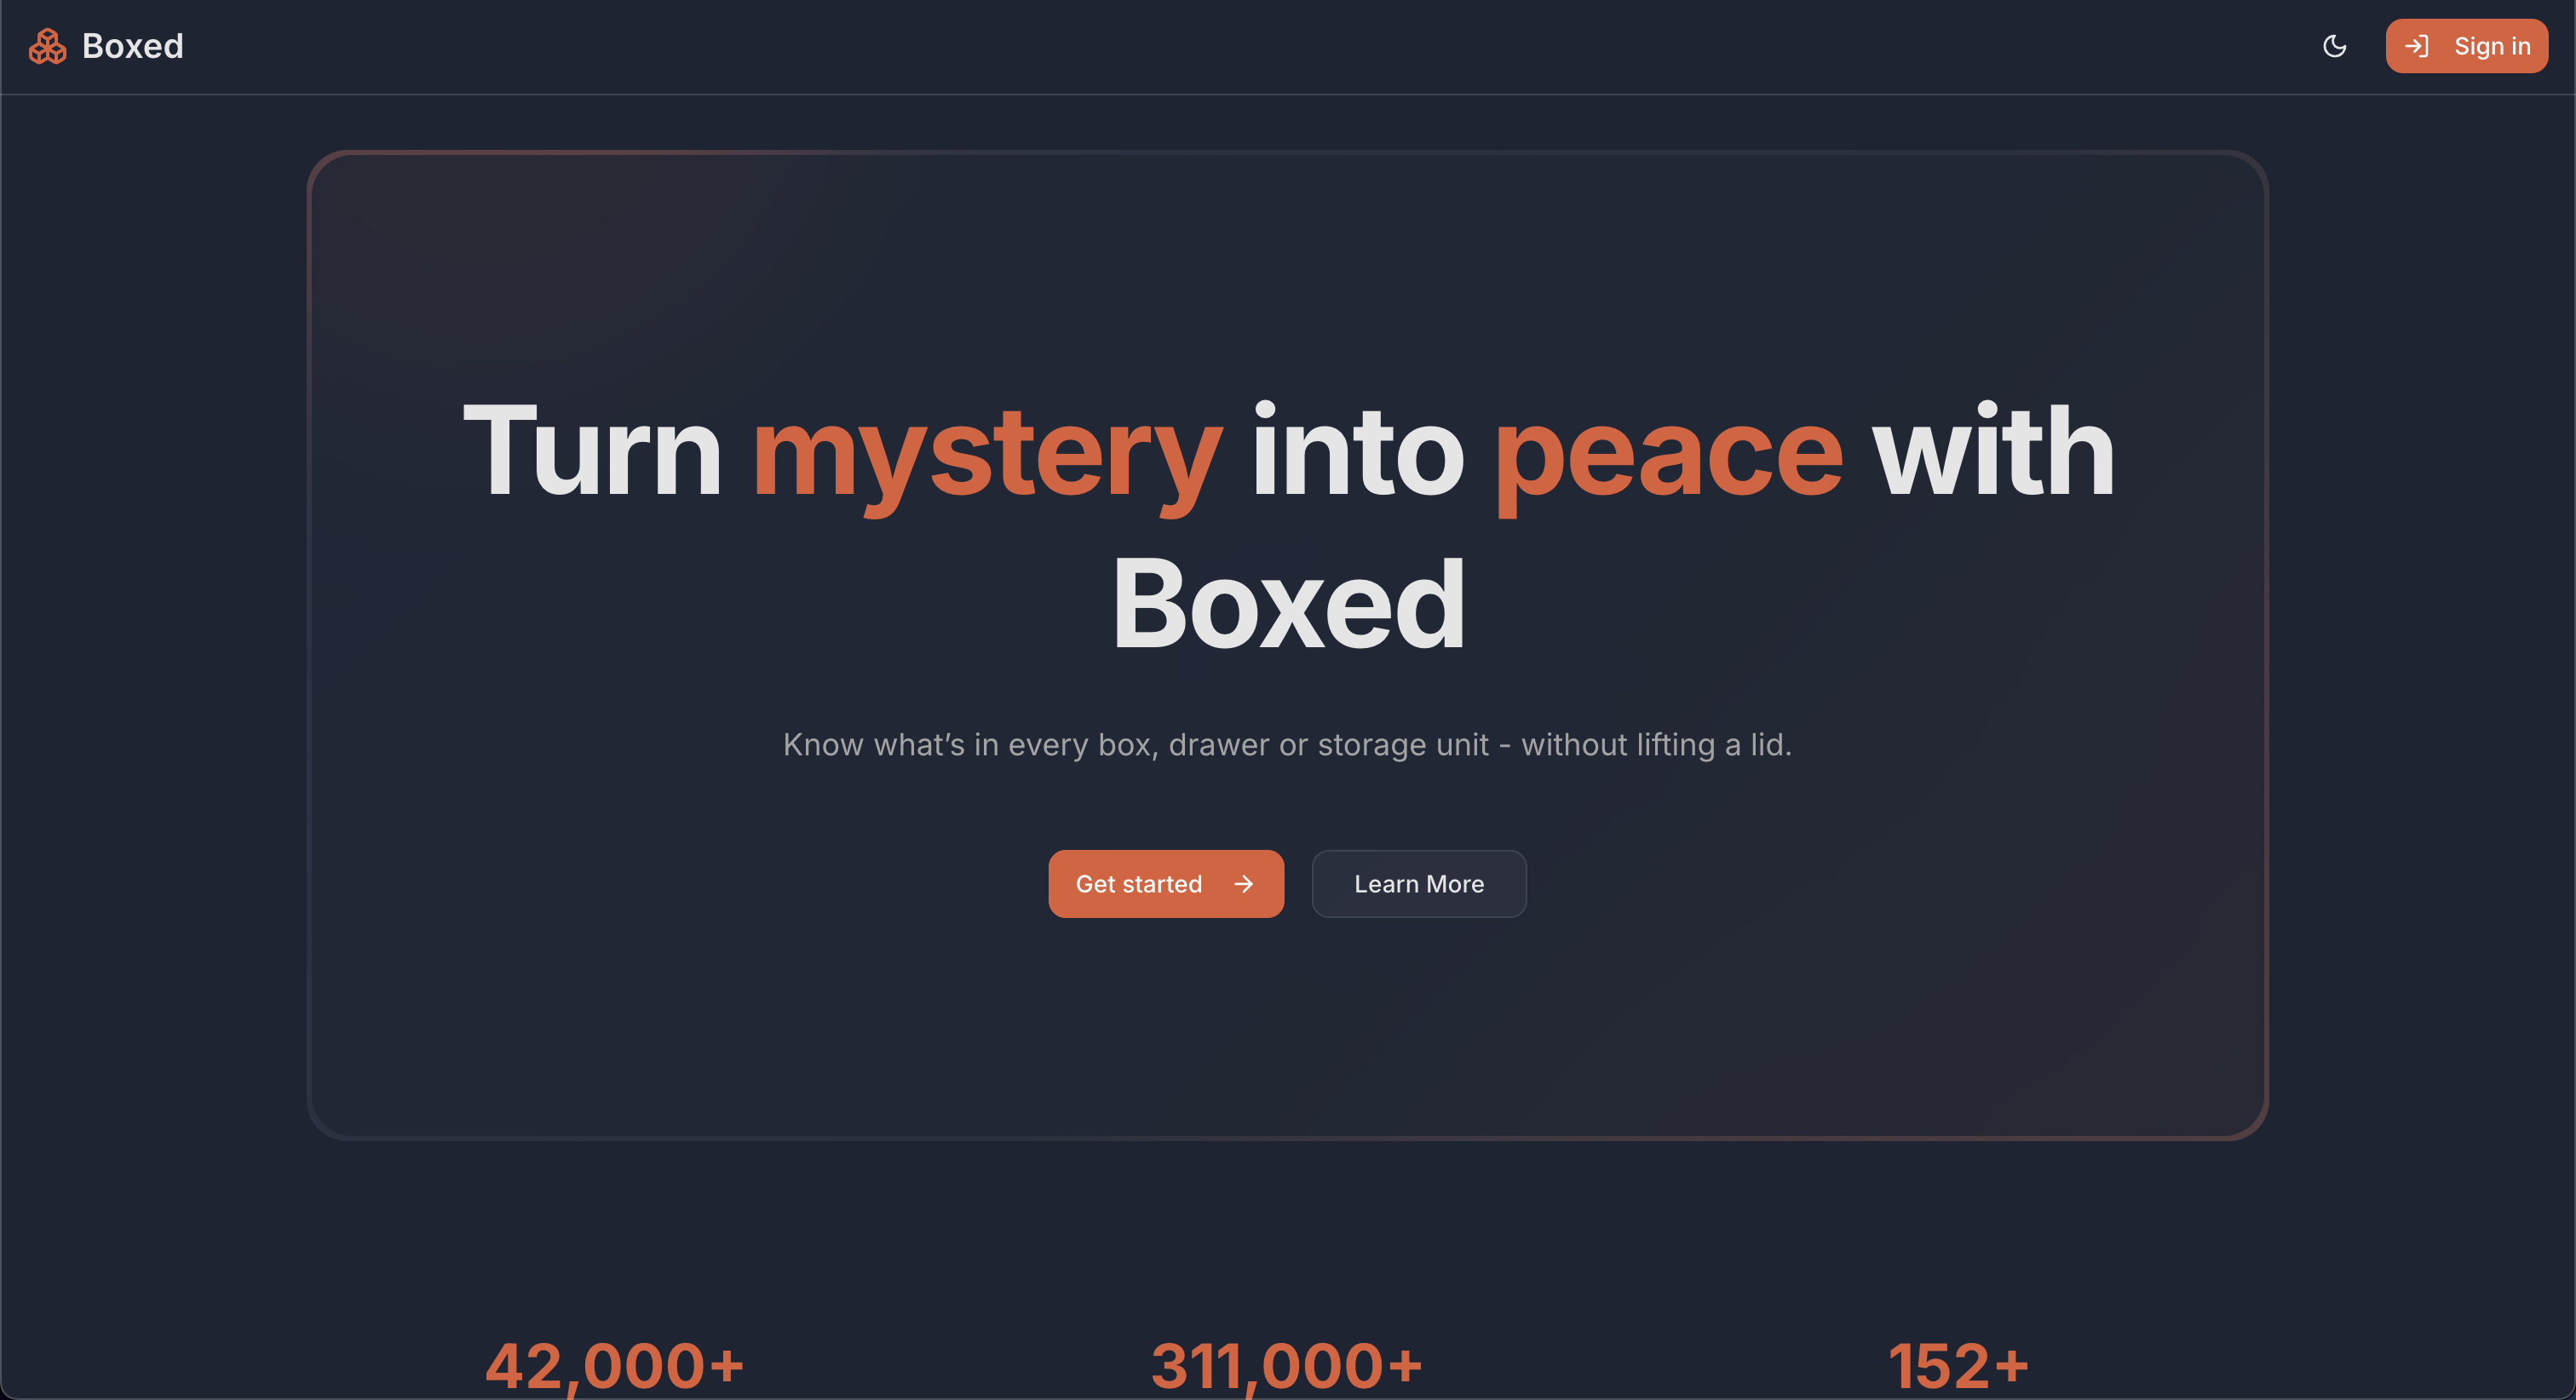 Boxed
Sign in
Turn mystery into peace with
Boxed
Know what’s in every box, drawer or storage unit - without lifting a lid.
Get started
Learn More
42,000+
311,000+
152+